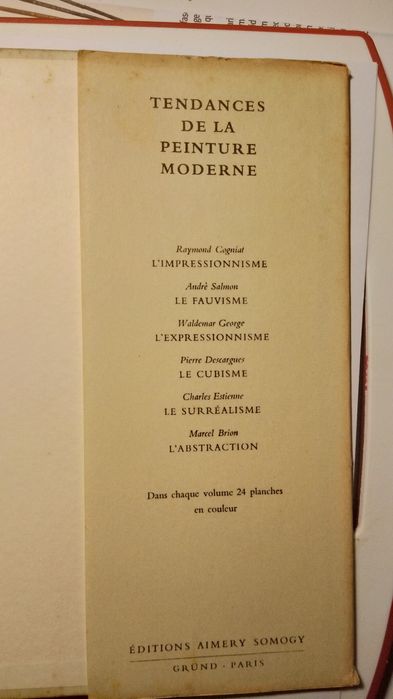 TENDANCES
DE LA
PEINTURE
MODERNE
Raymond Cogniat
L'IMPRESSIONNISME
André Salmon
LE FAUVISME
Waldemar George
L'EXPRESSIONNISME
Pierre Descargues
LE CUBISME
Charles Estienne
LE SURRÉALISME
Marcel Brion
L'ABSTRACTION
Dans chaque volume 24 planches
en couleur
ÉDITIONS AIMERY SOMOGY
GRÜND - PARIS